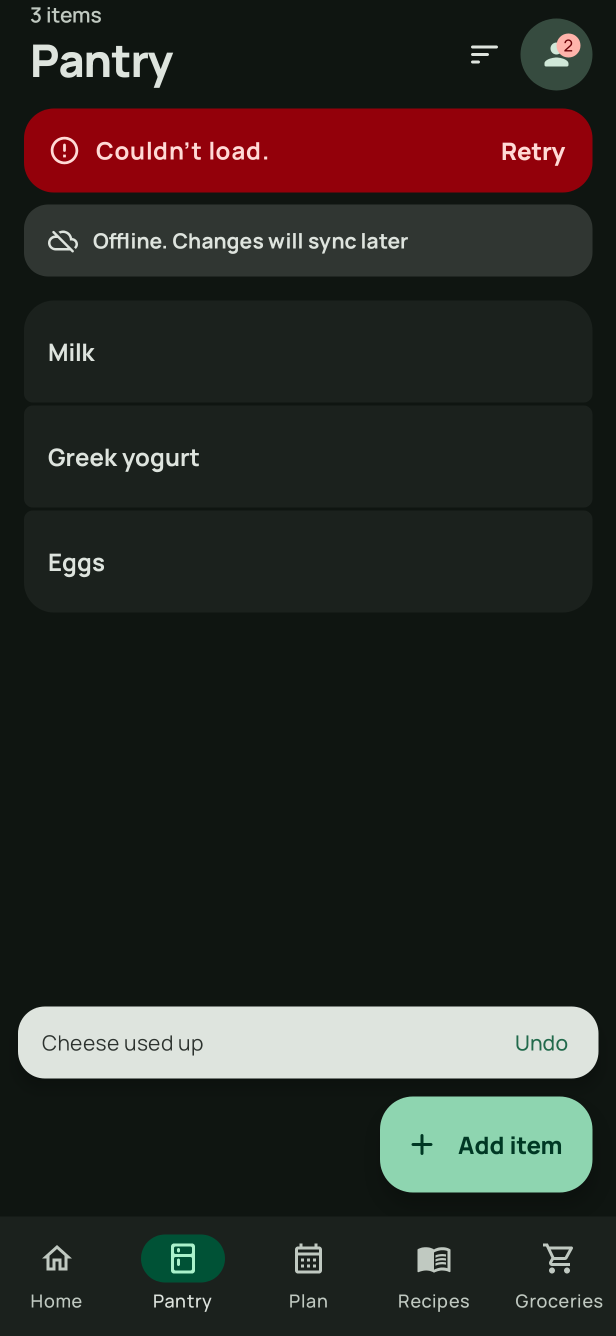 3 items
Pantry
2
Couldn't load.
Retry
Offline. Changes will sync later
Milk
Greek yogurt
Eggs
Cheese used up
Undo
Add item
Home
Pantry
Plan
Recipes
Groceries